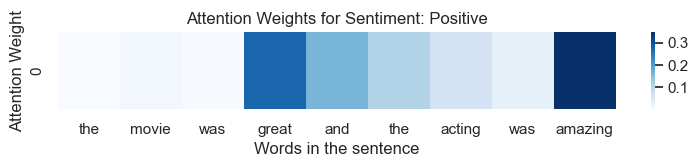 Attention Weights for Sentiment: Positive
Attention Weight
0
the movie was great and the acting was amazing
Words in the sentence
0.3
0.2
0.1